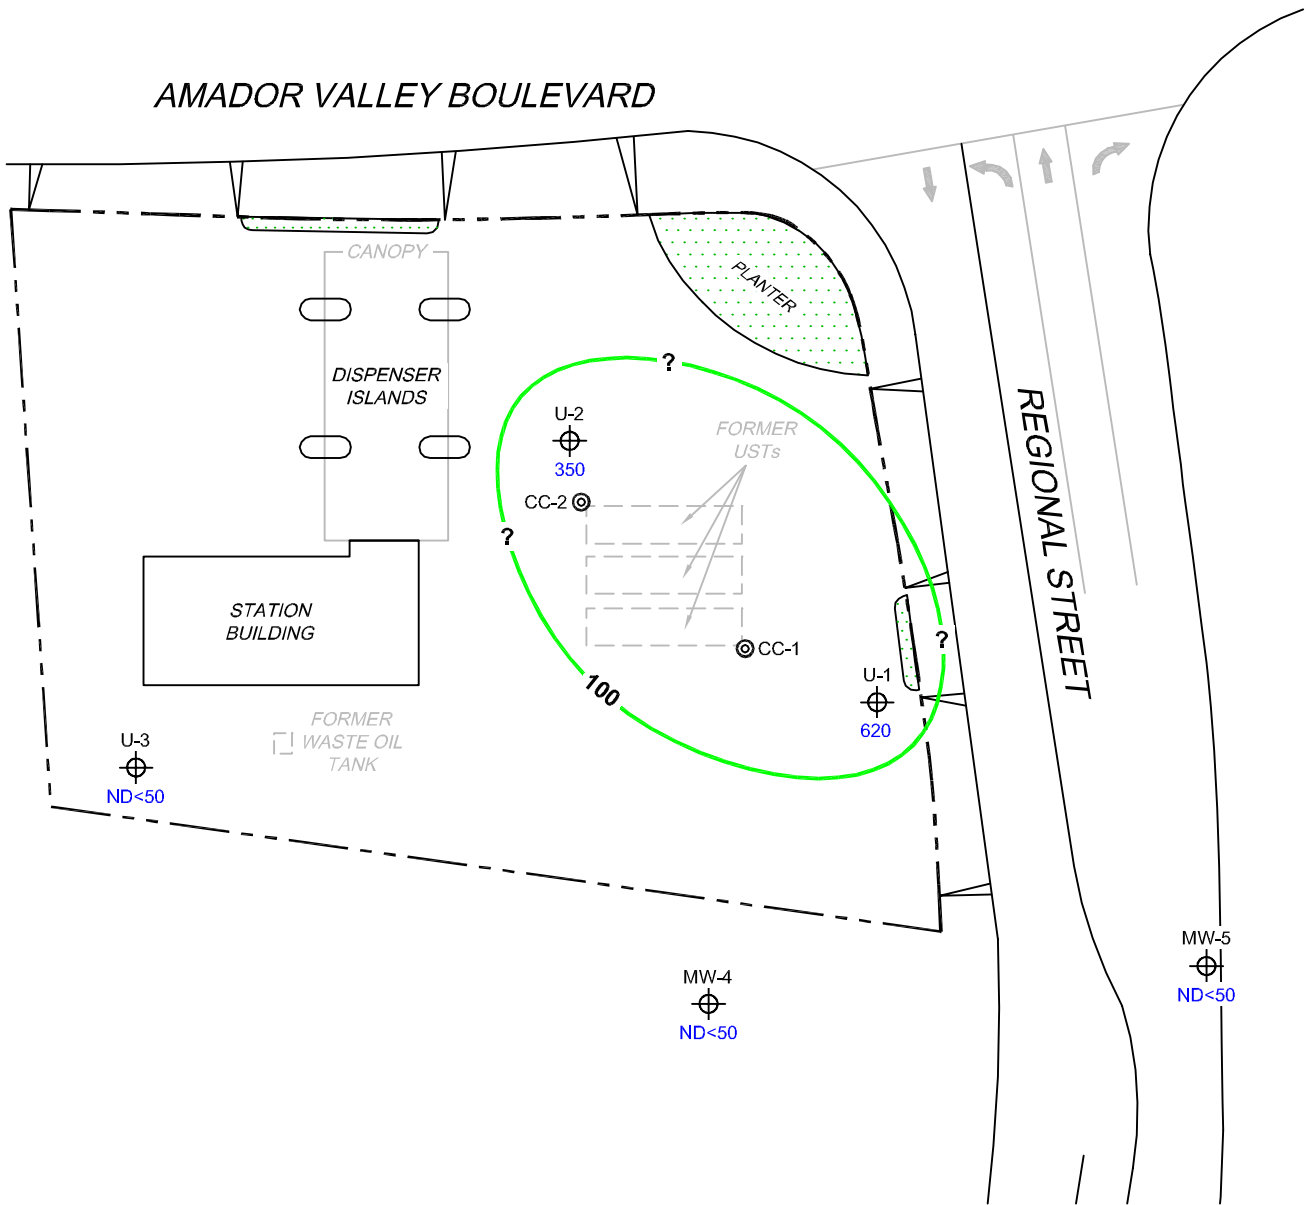 AMADOR VALLEY BOULEVARD
CANOPY
PLANTER
DISPENSER
ISLANDS
?
U-2
350
FORMER
USTs
REGIONAL STREET
CC-2
?
STATION
BUILDING
CC-1
?
100
U-1
620
FORMER
WASTE OIL
TANK
U-3
ND<50
MW-4
ND<50
MW-5
ND<50